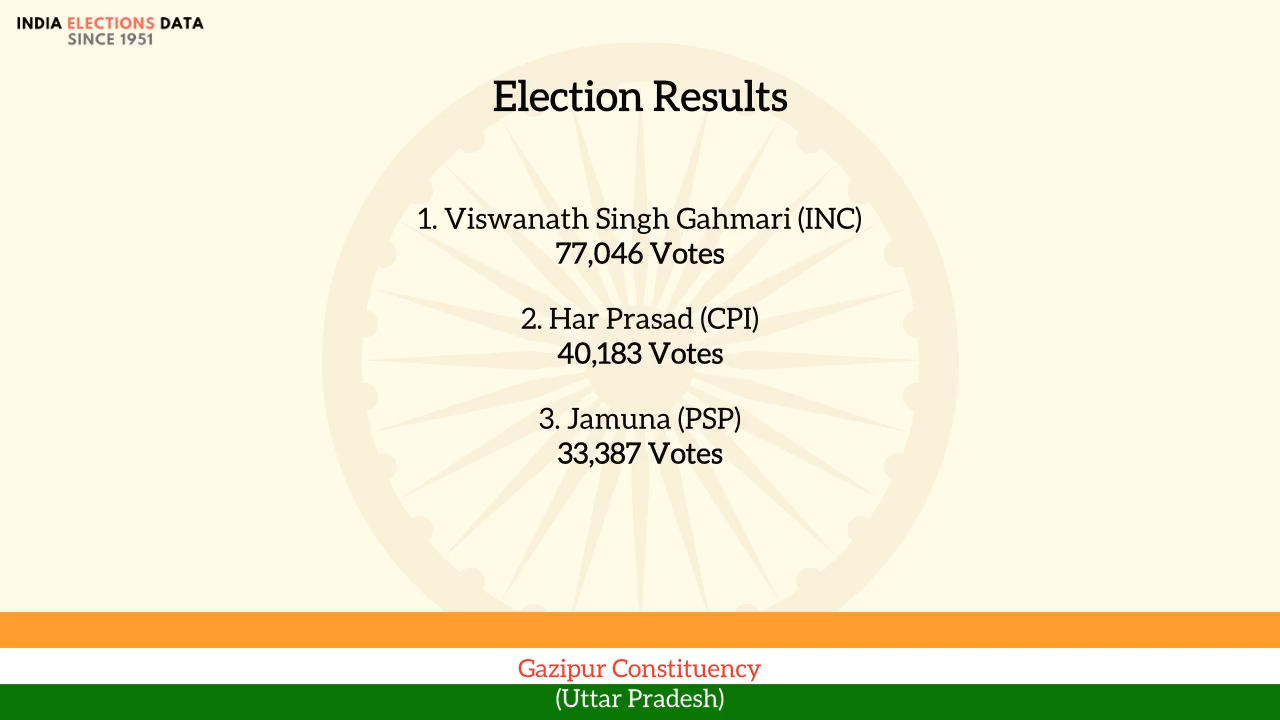 INDIA ELECTIONS DATA
SINCE 1951
Election Results
1. Viswanath Singh Gahmari (INC)
77,046 Votes
2. Har Prasad (CPI)
40,183 Votes
3. Jamuna (PSP)
33,387 Votes
Gazipur Constituency
(Uttar Pradesh)